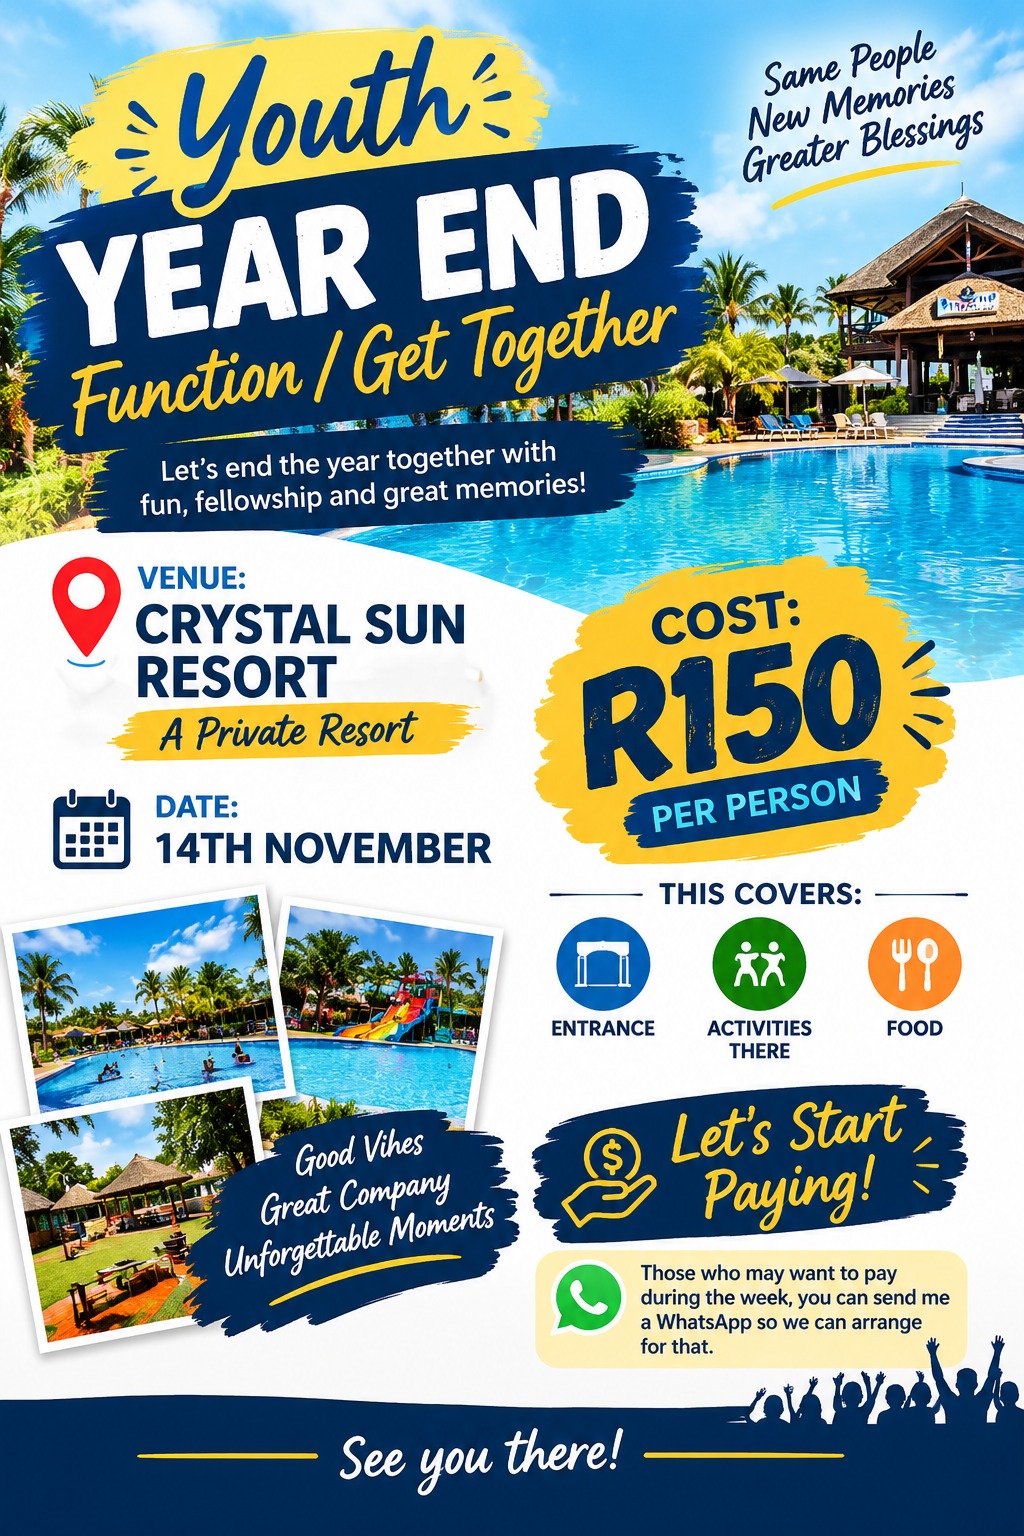 Youth
YEAR END
Function / Get Together
Let's end the year together with
fun, fellowship and great memories!
Same People
New Memories
Greater Blessings
VENUE:
CRYSTAL SUN
RESORT
A Private Resort
DATE:
14TH NOVEMBER
COST:
R150
PER PERSON
THIS COVERS:
ENTRANCE
ACTIVITIES
THERE
FOOD
Good Vihes
Great Company
Unforgettable Moments
Let's Start
Paying!
Those who may want to pay
during the week, you can send me
a WhatsApp so we can arrange
for that.
See you there!